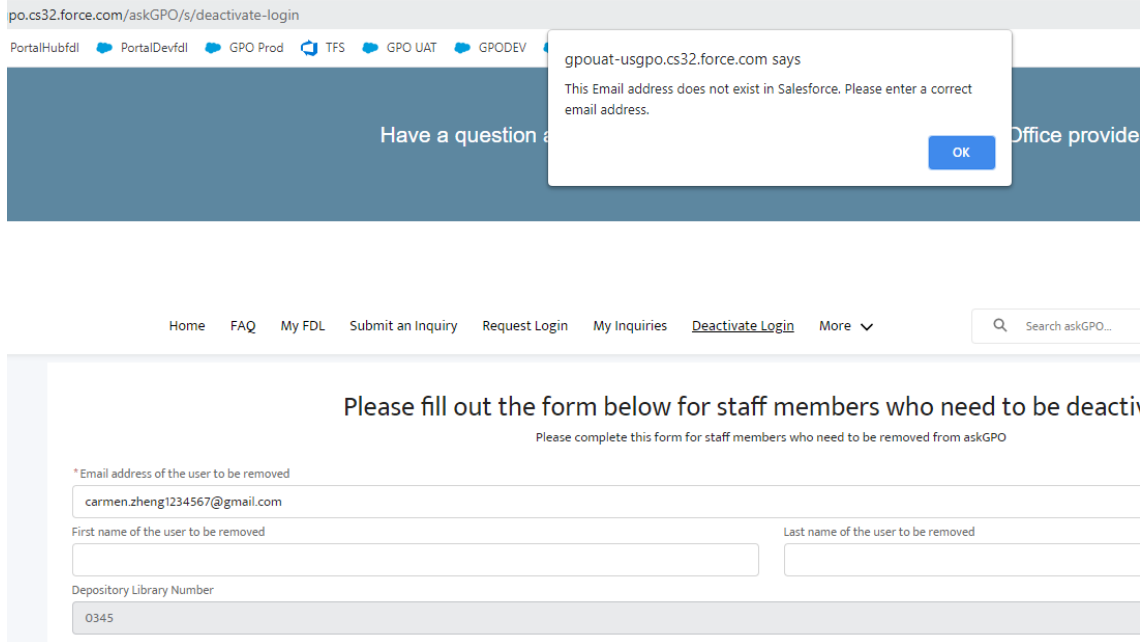 po.cs32.force.com/askGPO/s/deactivate-login
PortalHubfdl PortalDevfdl GPO Prod TFS GPO UAT GPODEV
gpouat-usgpo.cs32.force.com says
This Email address does not exist in Salesforce. Please enter a correct
email address.
OK
Have a question Office provide
Home FAQ My FDL Submit an Inquiry Request Login My Inquiries Deactivate Login More
Search askGPO...
Please fill out the form below for staff members who need to be deactiv
Please complete this form for staff members who need to be removed from askGPO
*Email address of the user to be removed
carmen.zheng1234567@gmail.com
First name of the user to be removed Last name of the user to be removed
Depository Library Number
0345